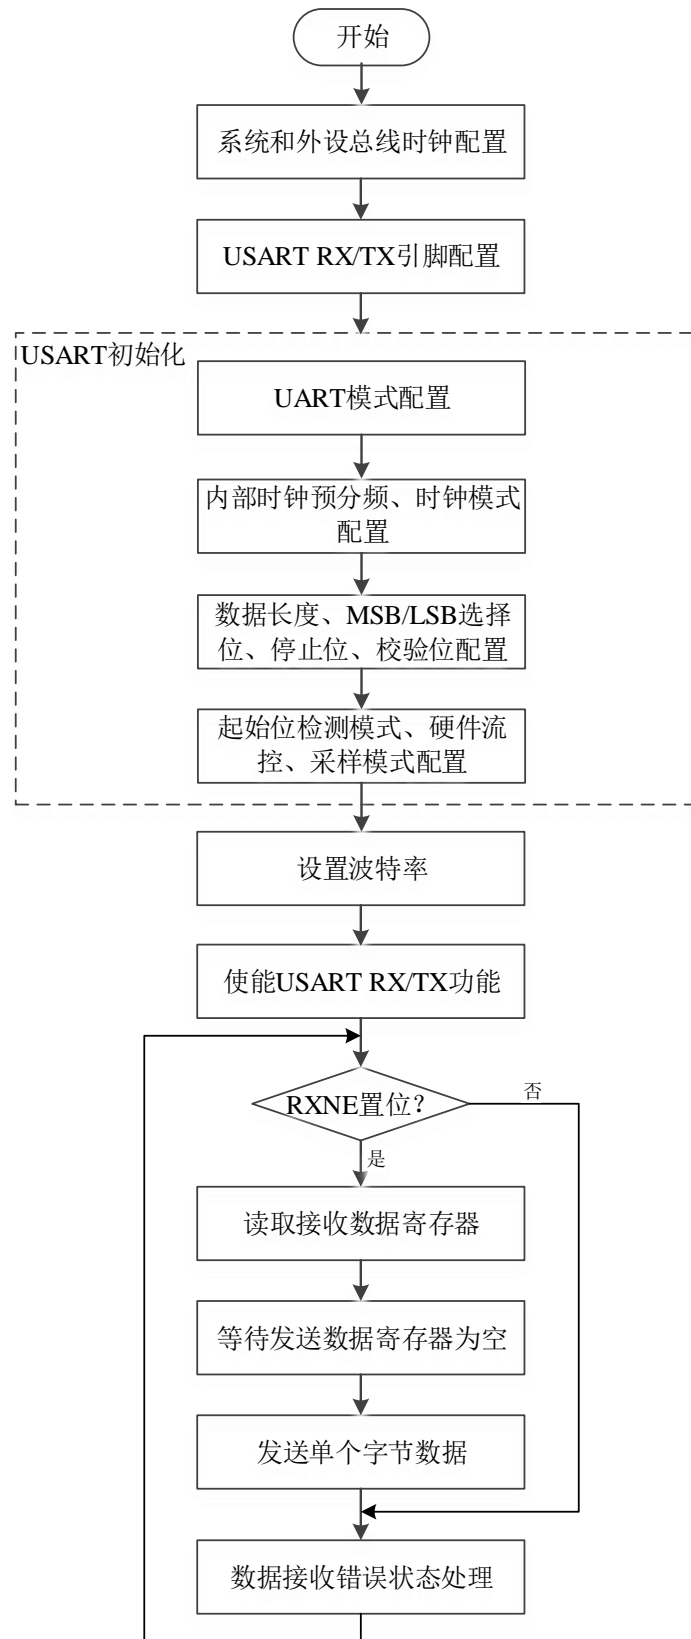 开始
系统和外设总线时钟配置
USART RX/TX引脚配置
USART初始化
UART模式配置
内部时钟预分频、时钟模式
配置
数据长度、MSB/LSB选择
位、停止位、校验位配置
起始位检测模式、硬件流
控、采样模式配置
设置波特率
使能USART RX/TX功能
RXNE置位？
否
是
读取接收数据寄存器
等待发送数据寄存器为空
发送单个字节数据
数据接收错误状态处理